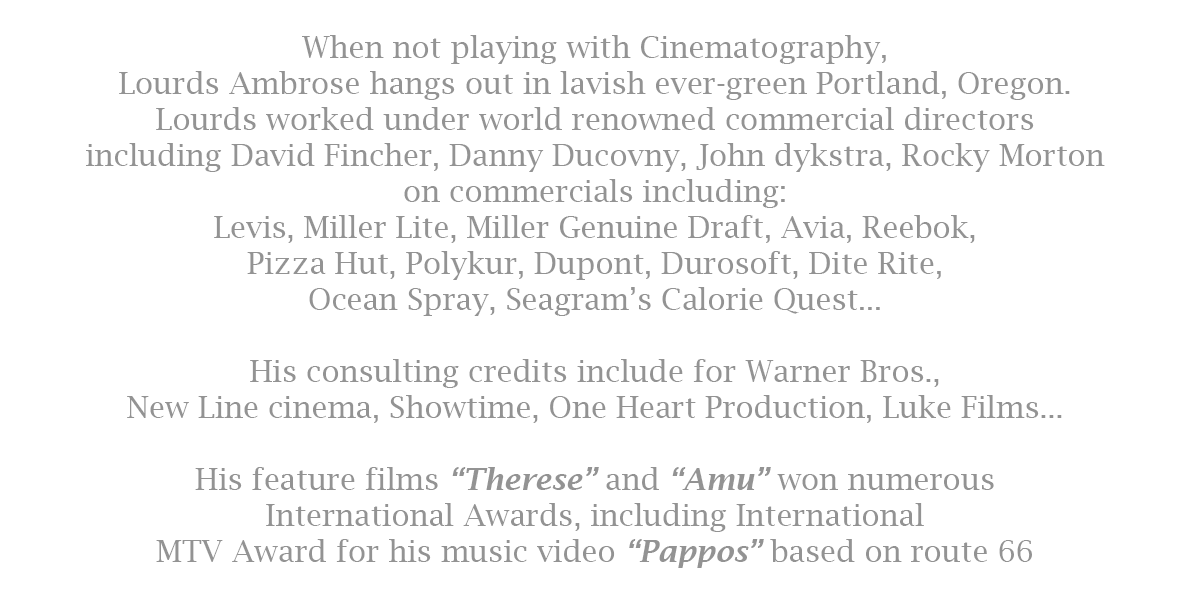 When not playing with Cinematography,
Lourds Ambrose hangs out in lavish ever-green Portland, Oregon.
Lourds worked under world renowned commercial directors
including David Fincher, Danny Ducovny, John dykstra, Rocky Morton
on commercials including:
Levis, Miller Lite, Miller Genuine Draft, Avia, Reebok,
Pizza Hut, Polykur, Dupont, Durosoft, Dite Rite,
Ocean Spray, Seagram’s Calorie Quest...
His consulting credits include for Warner Bros.,
New Line cinema, Showtime, One Heart Production, Luke Films...
His feature films “Therese” and “Amu” won numerous
International Awards, including International
MTV Award for his music video “Pappos” based on route 66